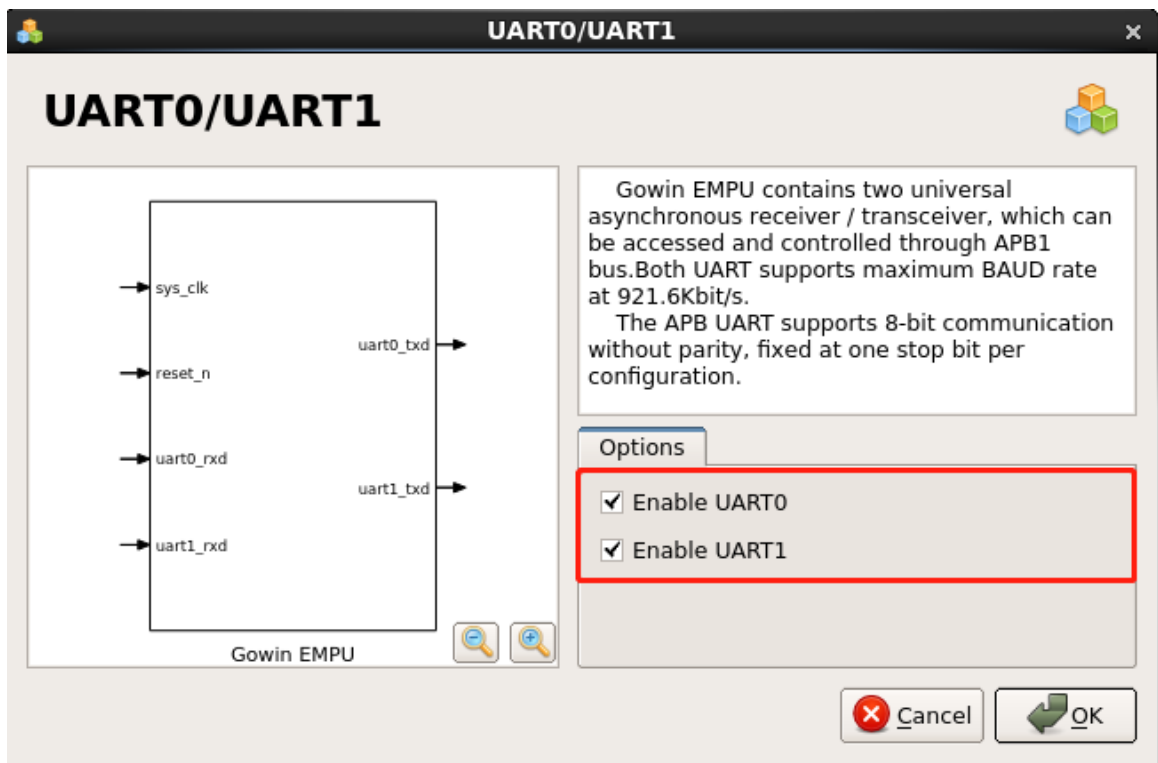 UART0/UART1
UART0/UART1
sys_clk
reset_n
uart0_rxd
uart1_rxd
uart0_txd
uart1_txd
Gowin EMPU
Gowin EMPU contains two universal
asynchronous receiver / transceiver, which can
be accessed and controlled through APB1
bus.Both UART supports maximum BAUD rate
at 921.6Kbit/s.
The APB UART supports 8-bit communication
without parity, fixed at one stop bit per
configuration.
Options
Enable UART0
Enable UART1
Cancel
OK